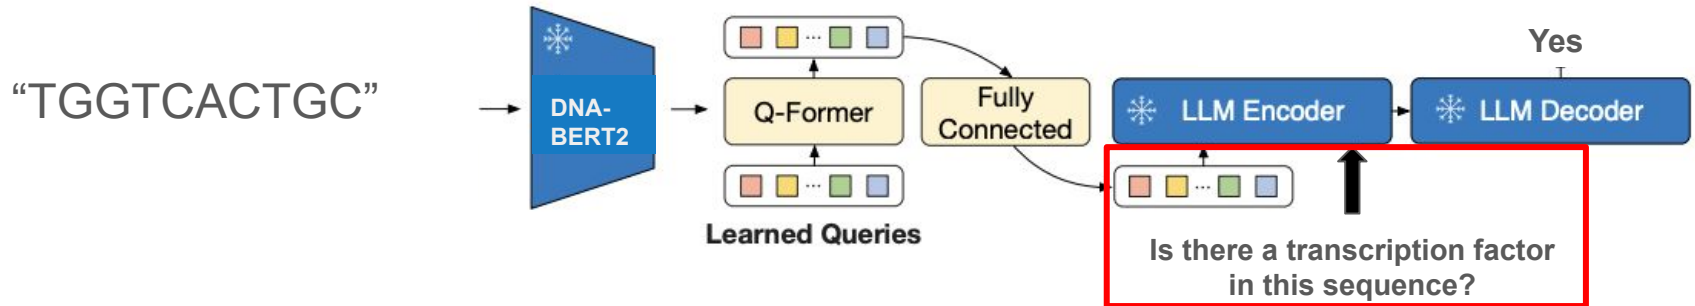 “TGGTCACTGC”
DNA-
BERT2
...
Q-Former
...
Learned Queries
Fully
Connected
LLM Encoder
...
Is there a transcription factor
in this sequence?
Yes
LLM Decoder